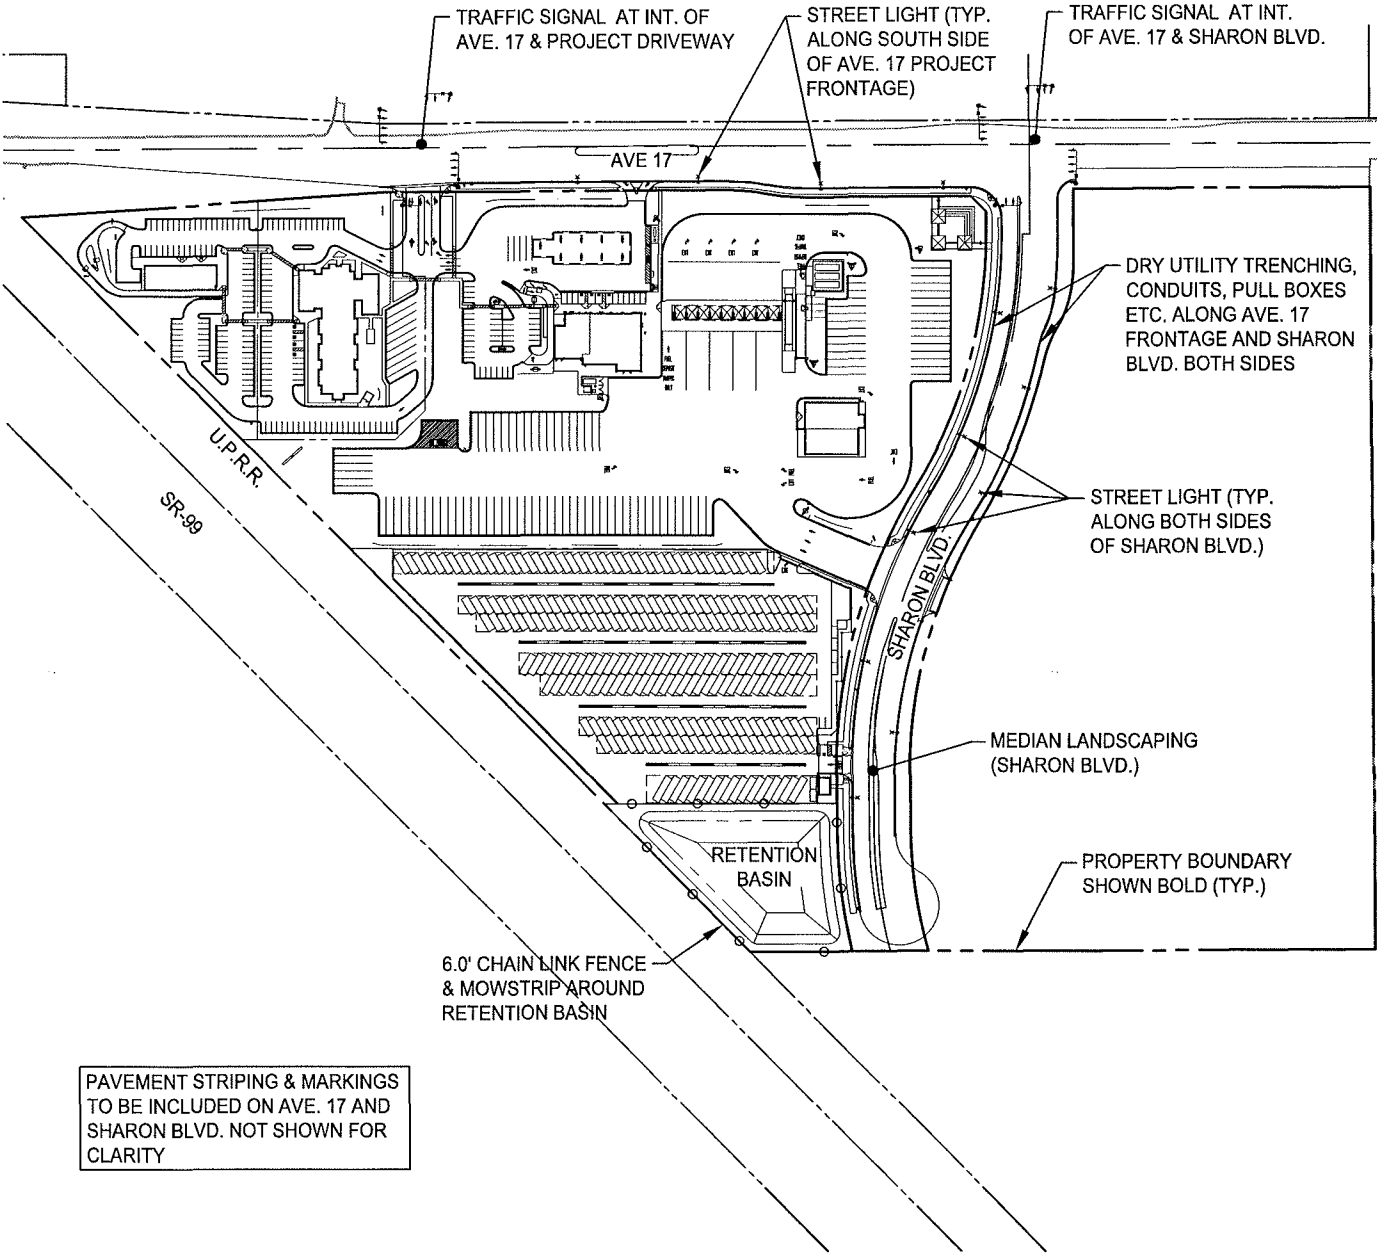 TRAFFIC SIGNAL AT INT. OF
AVE. 17 & PROJECT DRIVEWAY
STREET LIGHT (TYP.
ALONG SOUTH SIDE
OF AVE. 17 PROJECT
FRONTAGE)
TRAFFIC SIGNAL AT INT.
OF AVE. 17 & SHARON BLVD.
AVE 17
DRY UTILITY TRENCHING,
CONDUITS, PULL BOXES
ETC. ALONG AVE. 17
FRONTAGE AND SHARON
BLVD. BOTH SIDES
U.P.R.R.
SR-99
STREET LIGHT (TYP.
ALONG BOTH SIDES
OF SHARON BLVD.)
SHARON BLVD.
MEDIAN LANDSCAPING
(SHARON BLVD.)
RETENTION
BASIN
PROPERTY BOUNDARY
SHOWN BOLD (TYP.)
6.0' CHAIN LINK FENCE
& MOWSTRIP AROUND
RETENTION BASIN
PAVEMENT STRIPING & MARKINGS
TO BE INCLUDED ON AVE. 17 AND
SHARON BLVD. NOT SHOWN FOR
CLARITY